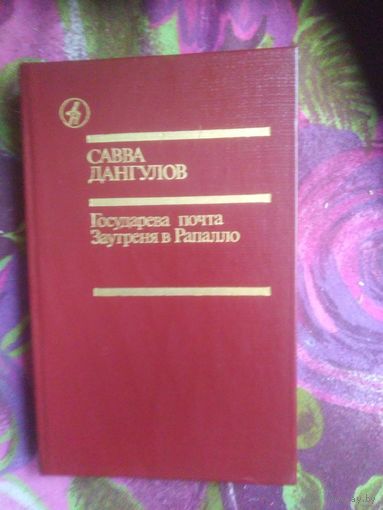 САВВА
ДАНГУЛОВ
Государева почта
Заутреня в Рапалло